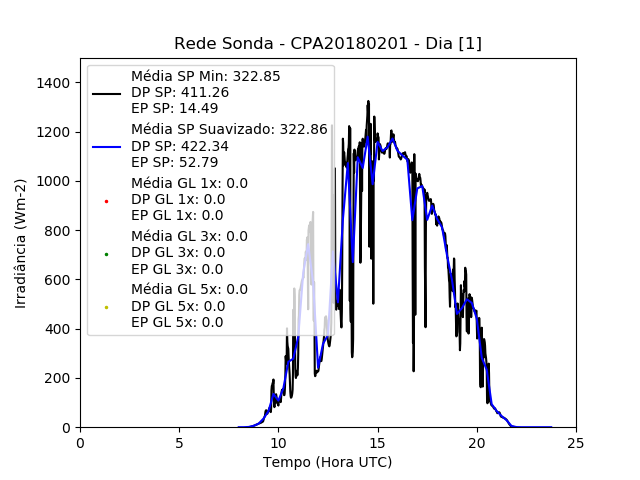 Rede Sonda - CPA20180201 - Dia [1]
Irradiância (Wm-2)
1400
1200
1000
800
600
400
200
0
Média SP Min: 322.85
DP SP: 411.26
EP SP: 14.49
Média SP Suavizado: 322.86
DP SP: 422.34
EP SP: 52.79
Média GL 1x: 0.0
DP GL 1x: 0.0
EP GL 1x: 0.0
Média GL 3x: 0.0
DP GL 3x: 0.0
EP GL 3x: 0.0
Média GL 5x: 0.0
DP GL 5x: 0.0
EP GL 5x: 0.0
0 5 10 15 20 25
Tempo (Hora UTC)